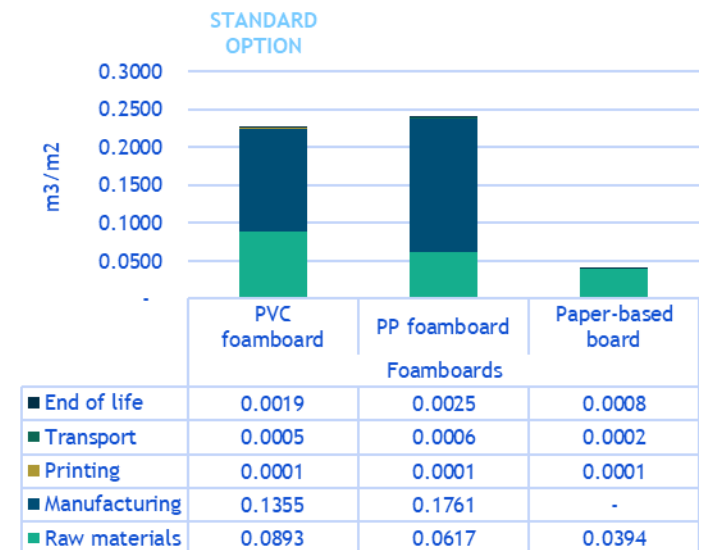 STANDARD
OPTION
0.3000
0.2500
0.2000
0.1500
0.1000
0.0500
-
m3/m2
PVC
foamboard
PP foamboard
Paper-based
board
Foamboards
End of life 0.0019 0.0025 0.0008
Transport 0.0005 0.0006 0.0002
Printing 0.0001 0.0001 0.0001
Manufacturing 0.1355 0.1761 -
Raw materials 0.0893 0.0617 0.0394